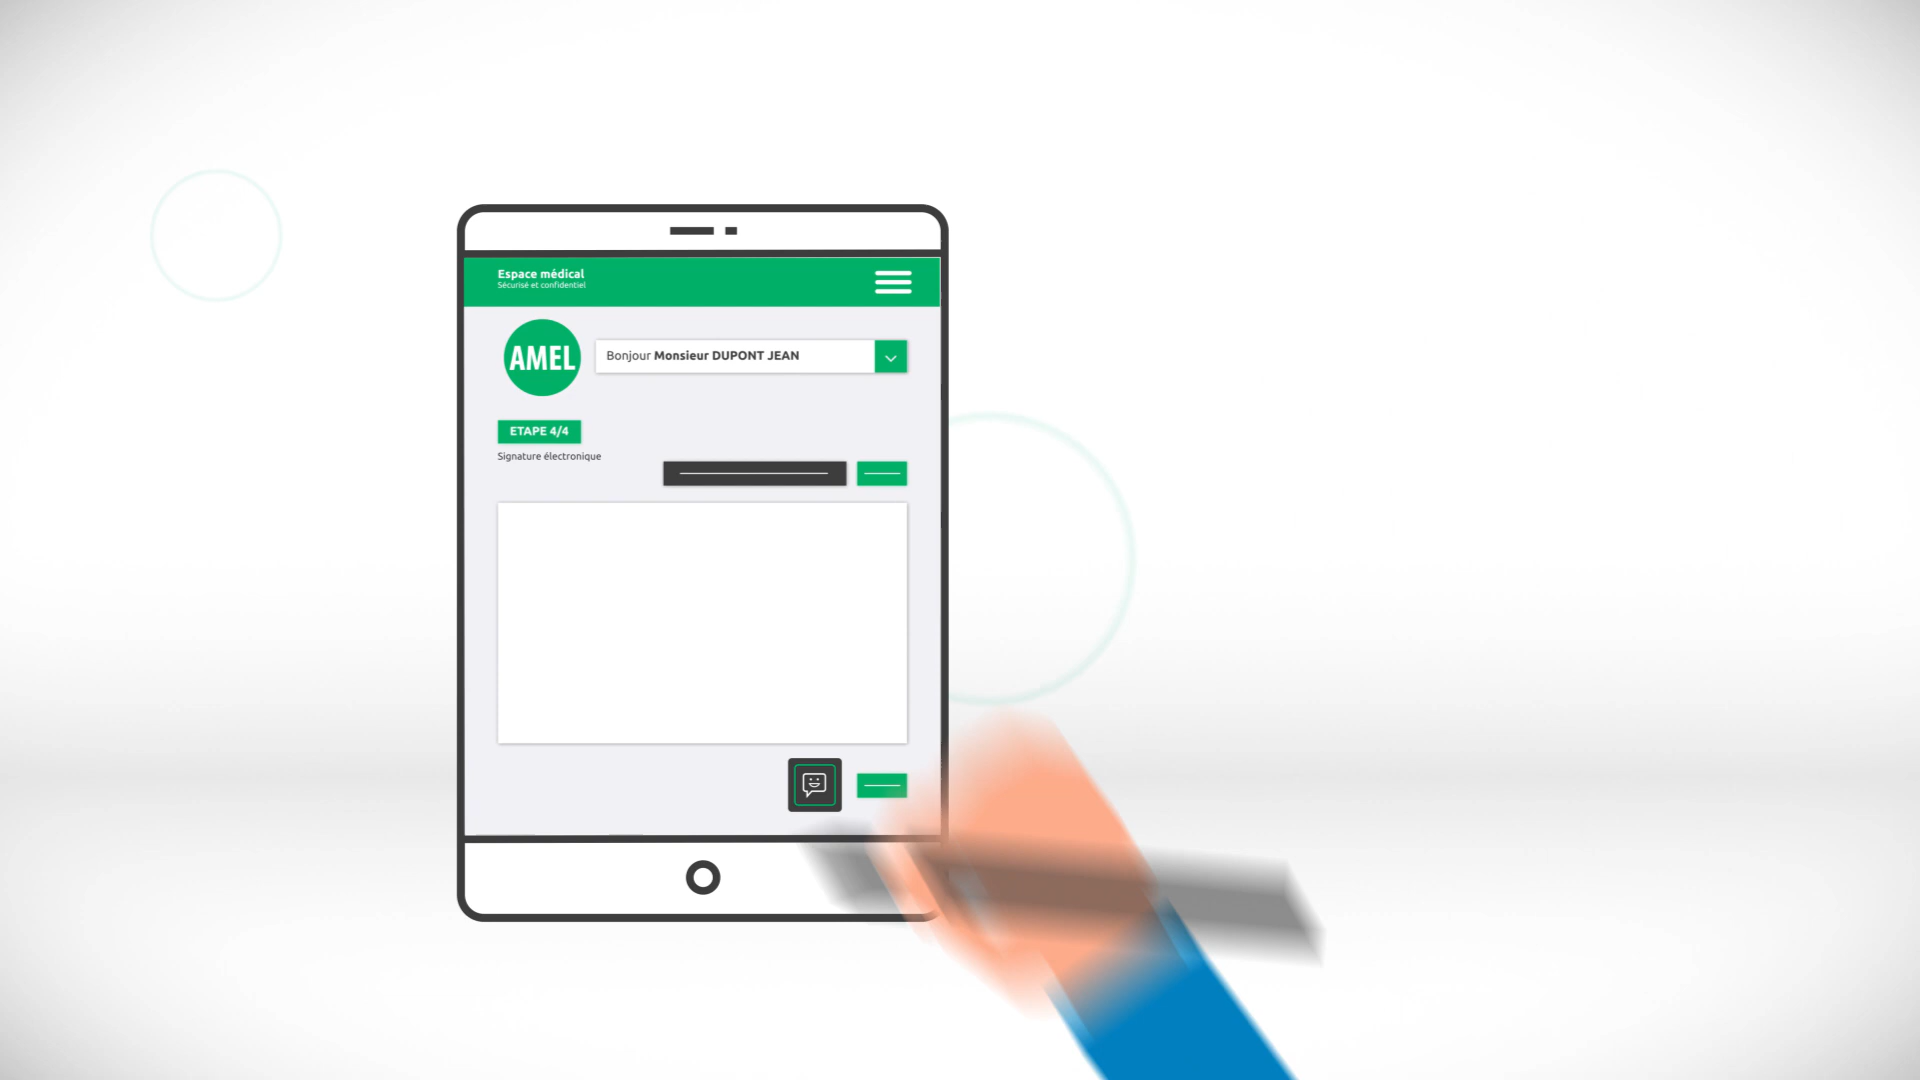 Espace médical
Sécurisé et confidentiel
AMEL
Bonjour Monsieur DUPONT JEAN
ETAPE 4/4
Signature électronique